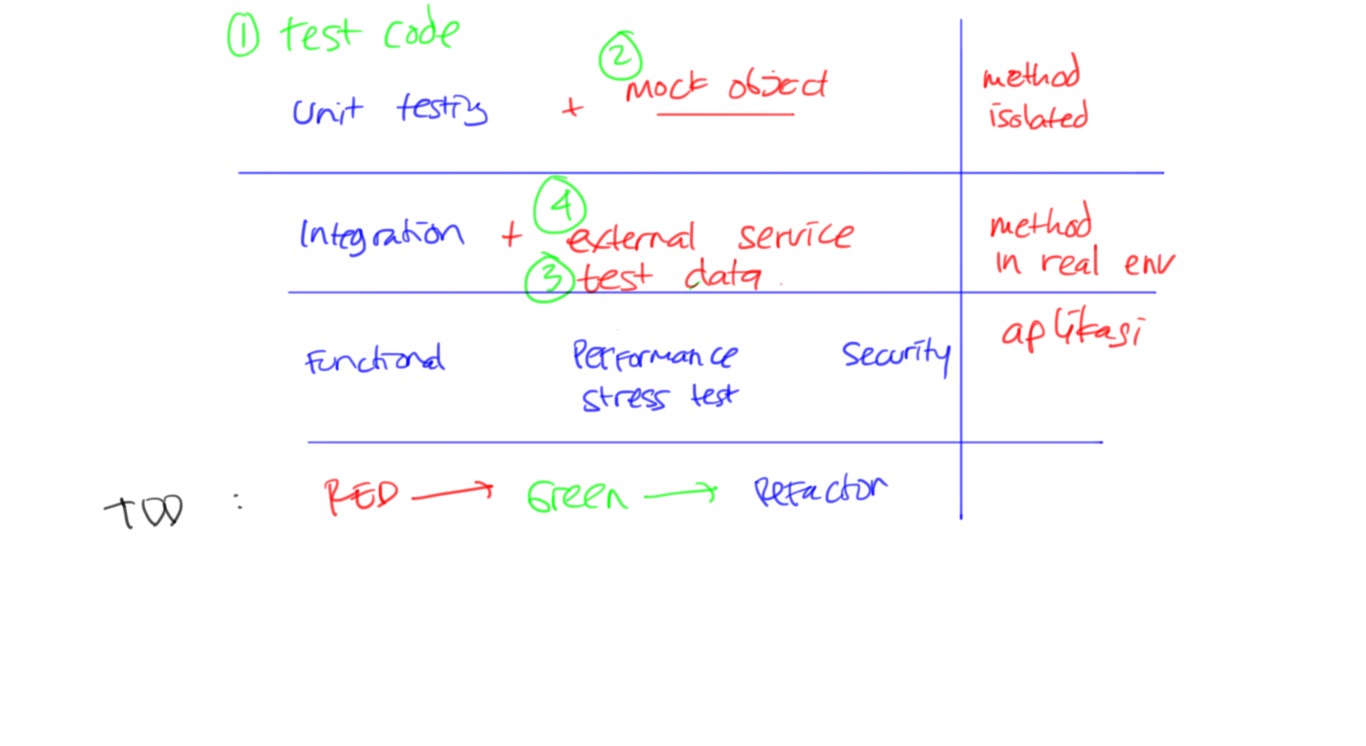 ① test code
② mock object
Unit testing +
method
isolated
④
Integration + external service
③ test data.
method
in real env
Functional Performance Security
stress test
aplikasi
TDD : RED → Green → Refactor